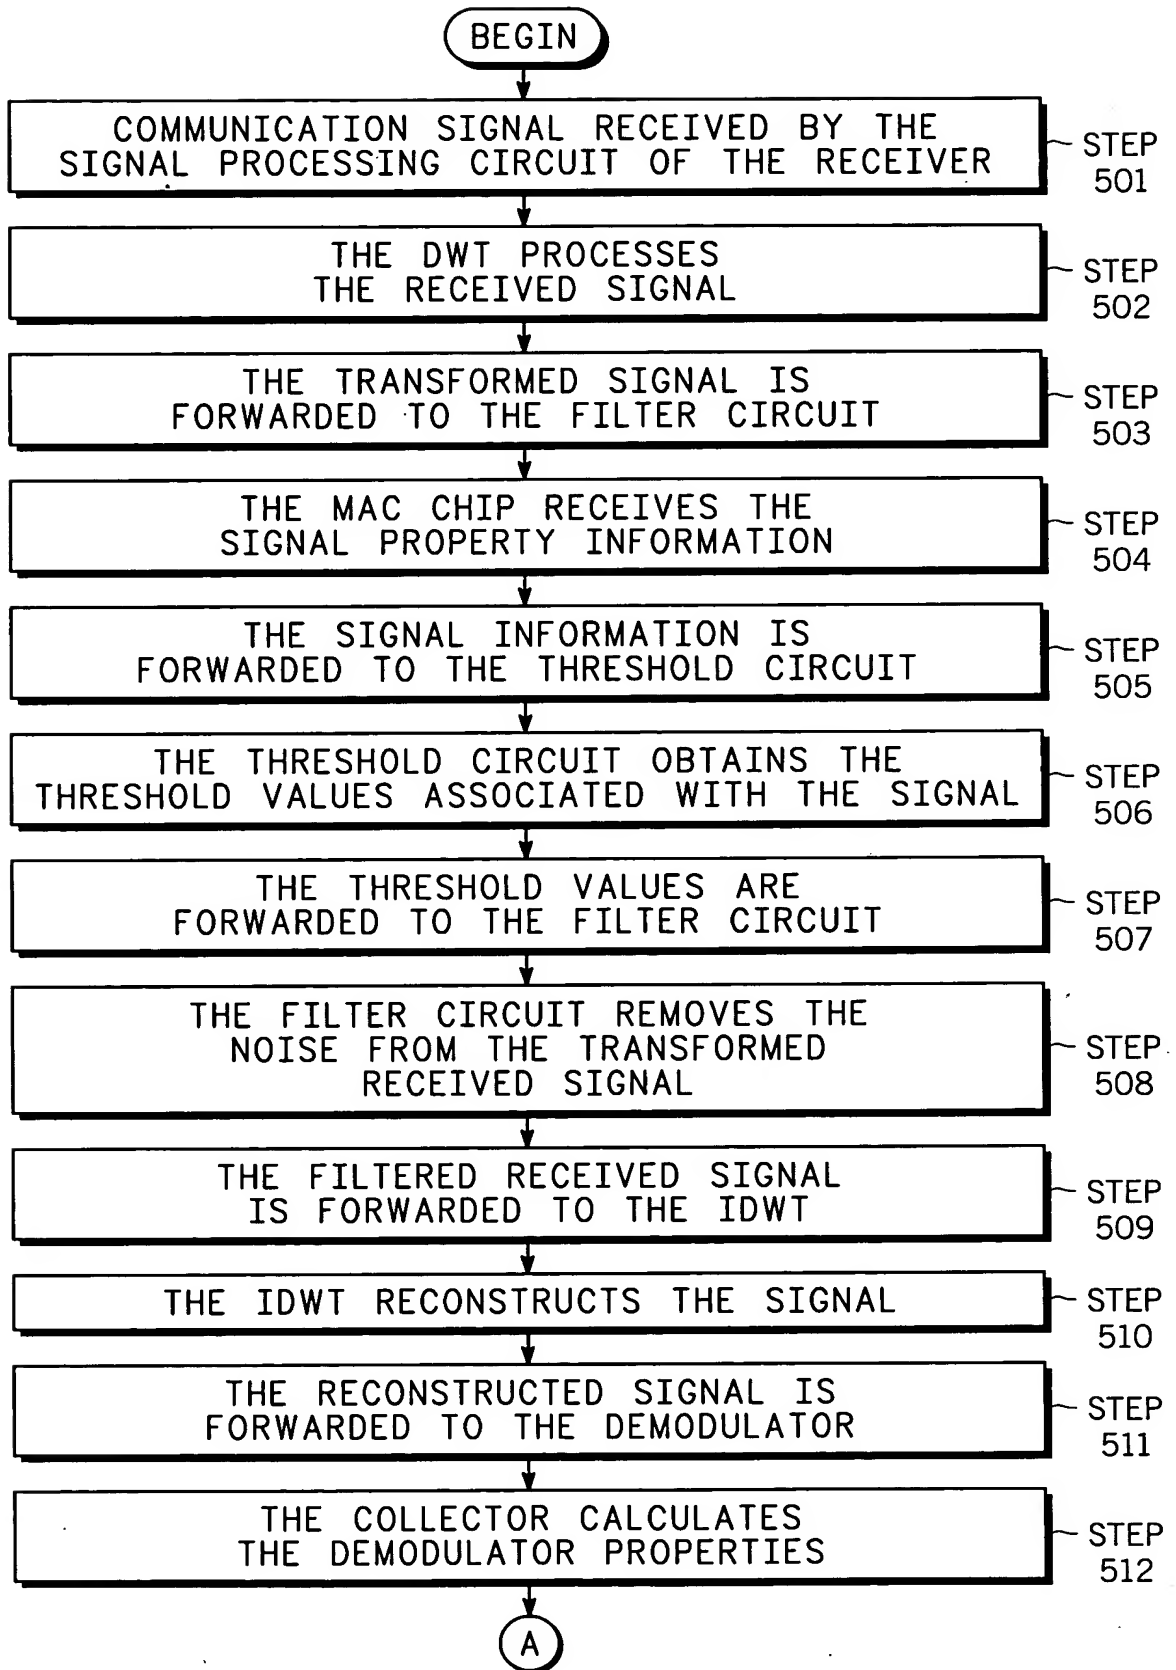 BEGIN
COMMUNICATION SIGNAL RECEIVED BY THE
SIGNAL PROCESSING CIRCUIT OF THE RECEIVER
STEP
501
THE DWT PROCESSES
THE RECEIVED SIGNAL
STEP
502
THE TRANSFORMED SIGNAL IS
FORWARDED TO THE FILTER CIRCUIT
STEP
503
THE MAC CHIP RECEIVES THE
SIGNAL PROPERTY INFORMATION
STEP
504
THE SIGNAL INFORMATION IS
FORWARDED TO THE THRESHOLD CIRCUIT
STEP
505
THE THRESHOLD CIRCUIT OBTAINS THE
THRESHOLD VALUES ASSOCIATED WITH THE SIGNAL
STEP
506
THE THRESHOLD VALUES ARE
FORWARDED TO THE FILTER CIRCUIT
STEP
507
THE FILTER CIRCUIT REMOVES THE
NOISE FROM THE TRANSFORMED
RECEIVED SIGNAL
STEP
508
THE FILTERED RECEIVED SIGNAL
IS FORWARDED TO THE IDWT
STEP
509
THE IDWT RECONSTRUCTS THE SIGNAL
STEP
510
THE RECONSTRUCTED SIGNAL IS
FORWARDED TO THE DEMODULATOR
STEP
511
THE COLLECTOR CALCULATES
THE DEMODULATOR PROPERTIES
STEP
512
A